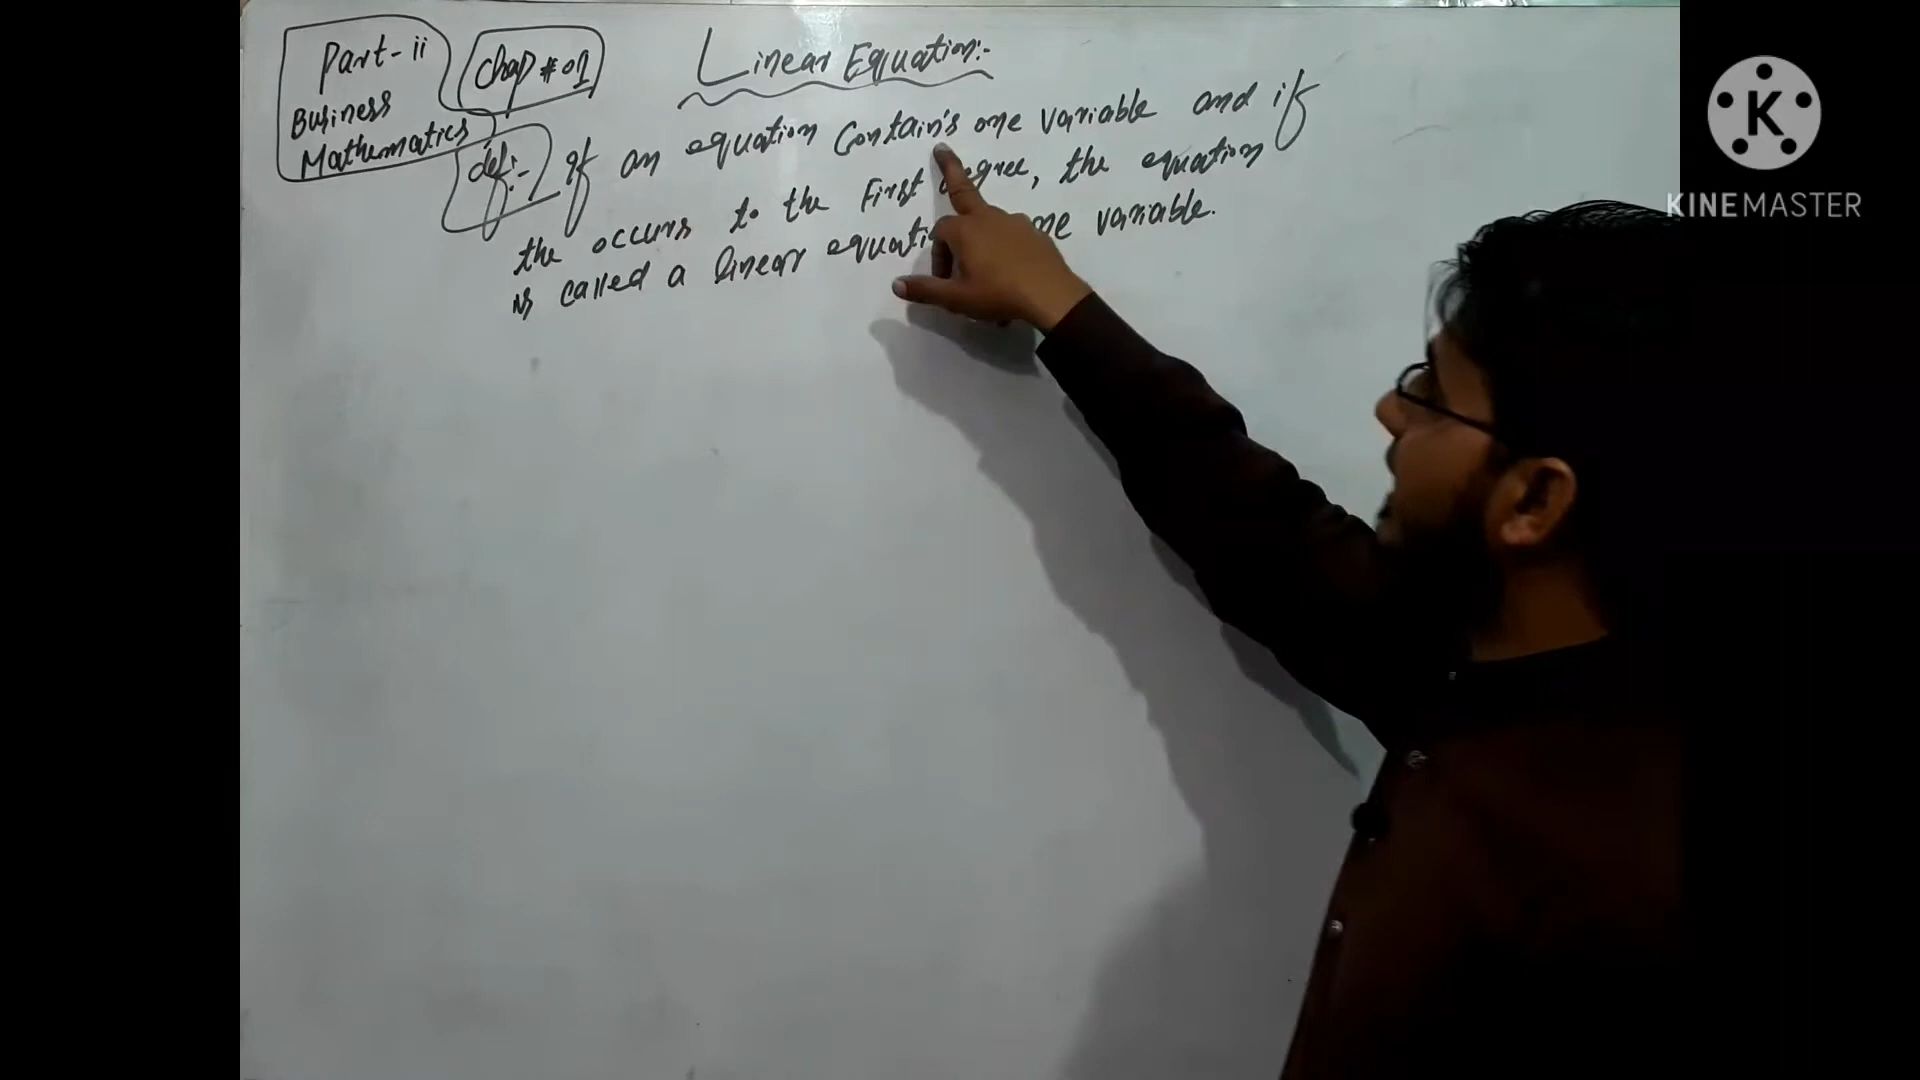 Part-ii
Business
Mathematics
Chap # 01
Linear Equation:-
def:- If an equation Contain's one variable and if
the occurs to the First degree, the equation
is called a linear equation one variable.
K
KINEMASTER